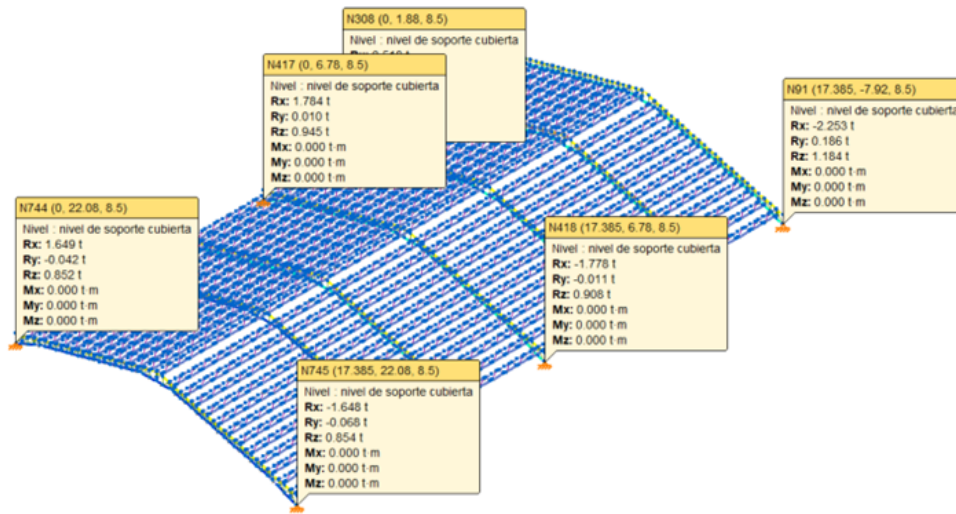 N308 (0, 1.88, 8.5)
Nivel : nivel de soporte cubierta
N417 (0, 6.78, 8.5)
Nivel : nivel de soporte cubierta
Rx: 1.784 t
Ry: 0.010 t
Rz: 0.945 t
Mx: 0.000 t·m
My: 0.000 t·m
Mz: 0.000 t·m
N91 (17.385, -7.92, 8.5)
Nivel : nivel de soporte cubierta
Rx: -2.253 t
Ry: 0.186 t
Rz: 1.184 t
Mx: 0.000 t·m
My: 0.000 t·m
Mz: 0.000 t·m
N744 (0, 22.08, 8.5)
Nivel : nivel de soporte cubierta
Rx: 1.649 t
Ry: -0.042 t
Rz: 0.852 t
Mx: 0.000 t·m
My: 0.000 t·m
Mz: 0.000 t·m
N418 (17.385, 6.78, 8.5)
Nivel : nivel de soporte cubierta
Rx: -1.778 t
Ry: -0.011 t
Rz: 0.908 t
Mx: 0.000 t·m
My: 0.000 t·m
Mz: 0.000 t·m
N745 (17.385, 22.08, 8.5)
Nivel : nivel de soporte cubierta
Rx: -1.648 t
Ry: -0.068 t
Rz: 0.854 t
Mx: 0.000 t·m
My: 0.000 t·m
Mz: 0.000 t·m